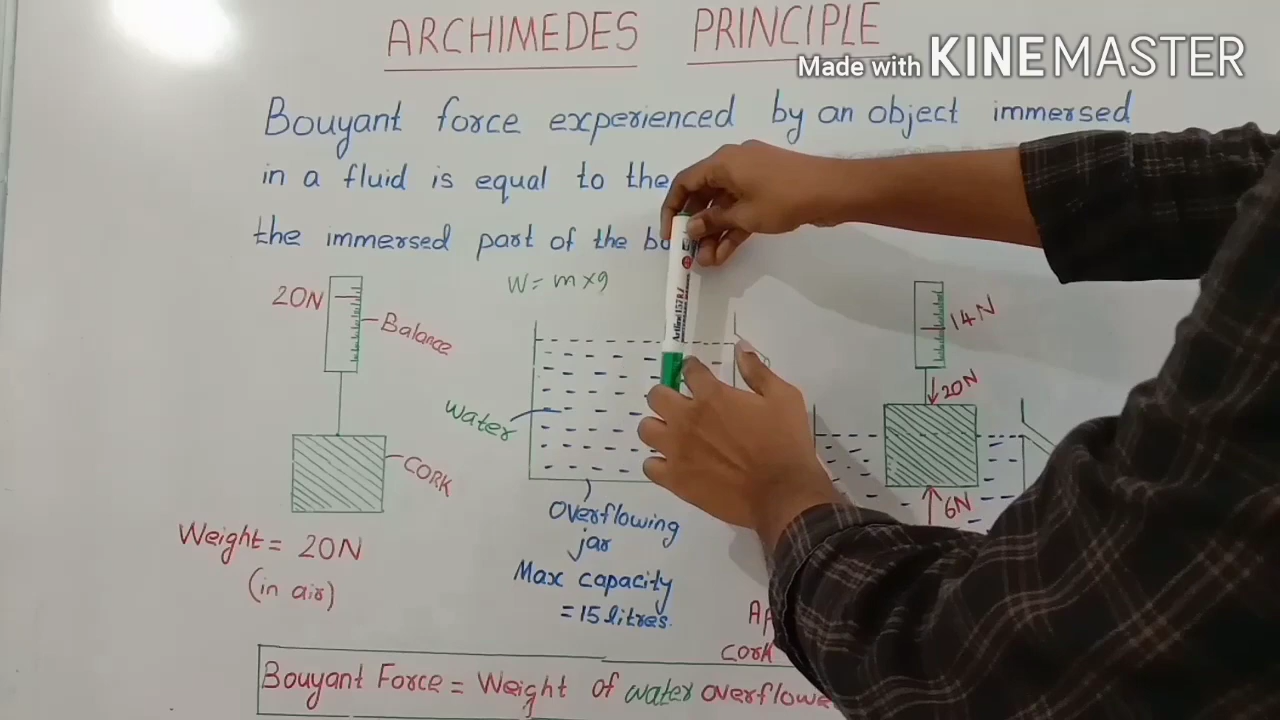 ARCHIMEDES PRINCIPLE
Made with KINEMASTER
Bouyant force experienced by an object immersed
in a fluid is equal to the
the immersed part of the
W = m x g
20N
Balance
14N
20N
water
CORK
6N
Overflowing
jar
Weight = 20N
(in air)
Max capacity
= 15 litres.
CORK
Bouyant Force = Weight of water